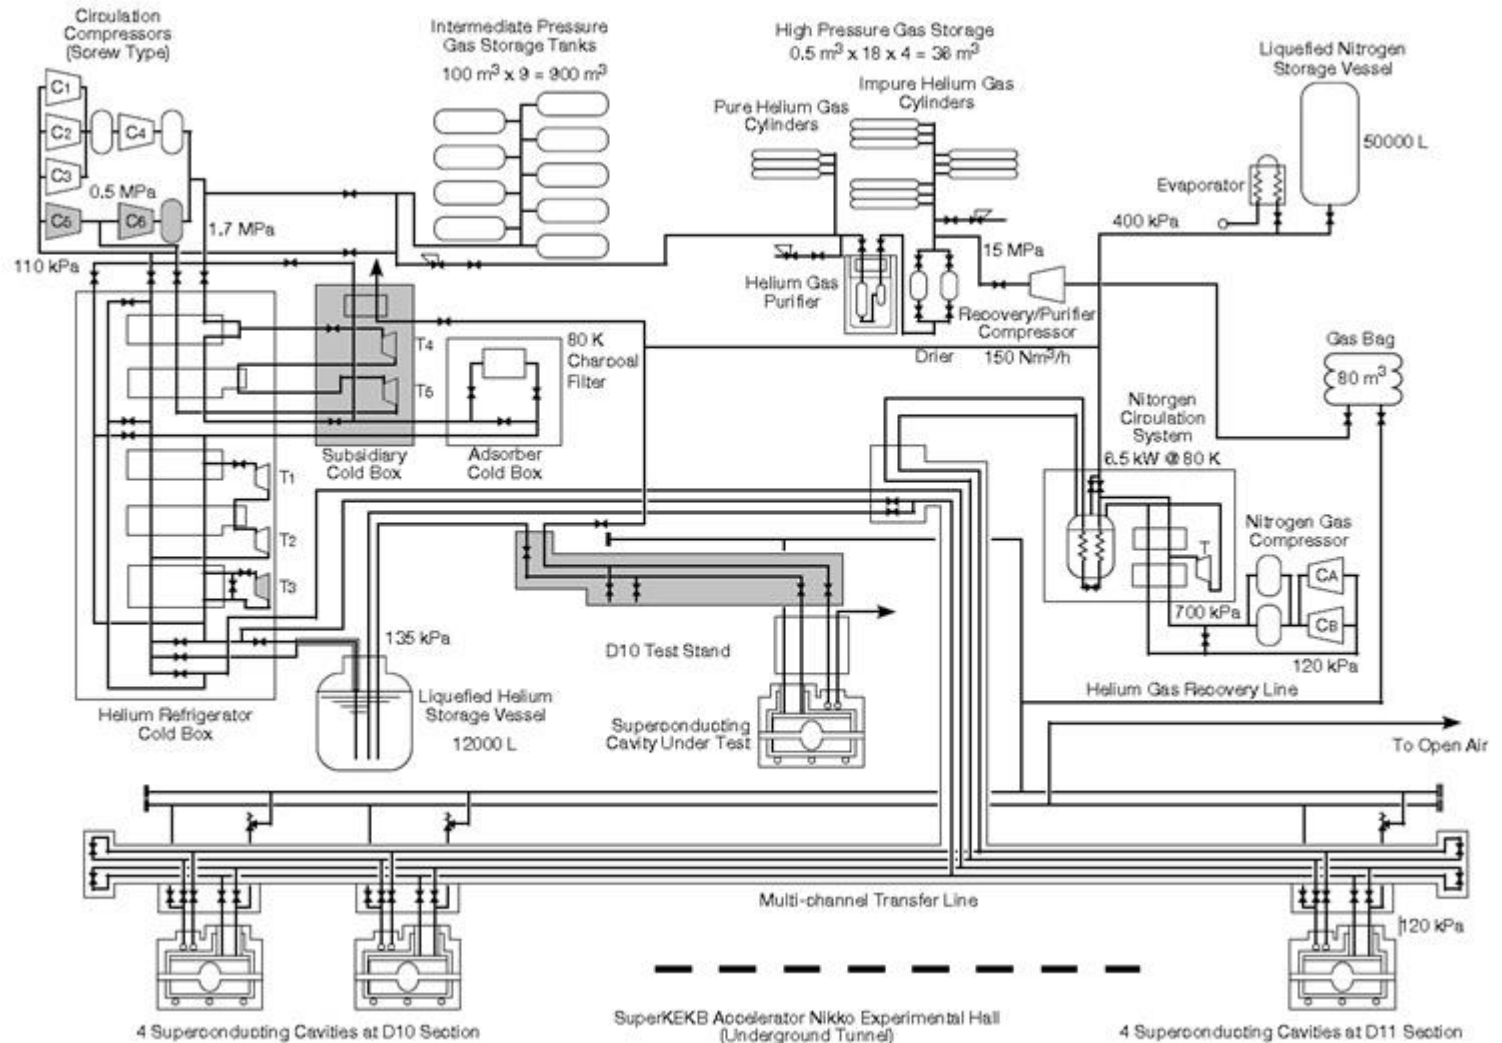 Circulation
Compressors
(Screw Type)
C1
C2
C4
C3
0.5 MPa
C5
C6
1.7 MPa
110 kPa
Intermediate Pressure
Gas Storage Tanks
100 m³ x 9 = 900 m³
High Pressure Gas Storage
0.5 m³ x 18 x 4 = 36 m³
Impure Helium Gas
Cylinders
Pure Helium Gas
Cylinders
Liquefied Nitrogen
Storage Vessel
50000 L
Evaporator
400 kPa
15 MPa
Helium Gas
Purifier
Recovery/Purifier
Compressor
150 Nm³/h
Drier
Gas Bag
80 m³
T4
T5
80 K
Charcoal
Filter
Subsidiary
Cold Box
Adsorber
Cold Box
T1
T2
T3
Nitorgen
Circulation
System
6.5 kW @ 80 K
Nitrogen Gas
Compressor
T
CA
CB
700 kPa
120 kPa
135 kPa
Helium Refrigerator
Cold Box
Liquefied Helium
Storage Vessel
12000 L
D10 Test Stand
Superconducting
Cavity Under Test
Helium Gas Recovery Line
To Open Air
Multi-channel Transfer Line
120 kPa
4 Superconducting Cavities at D10 Section
SuperKEKB Accelerator Nikko Experimental Hall
(Underground Tunnel)
4 Superconducting Cavities at D11 Section